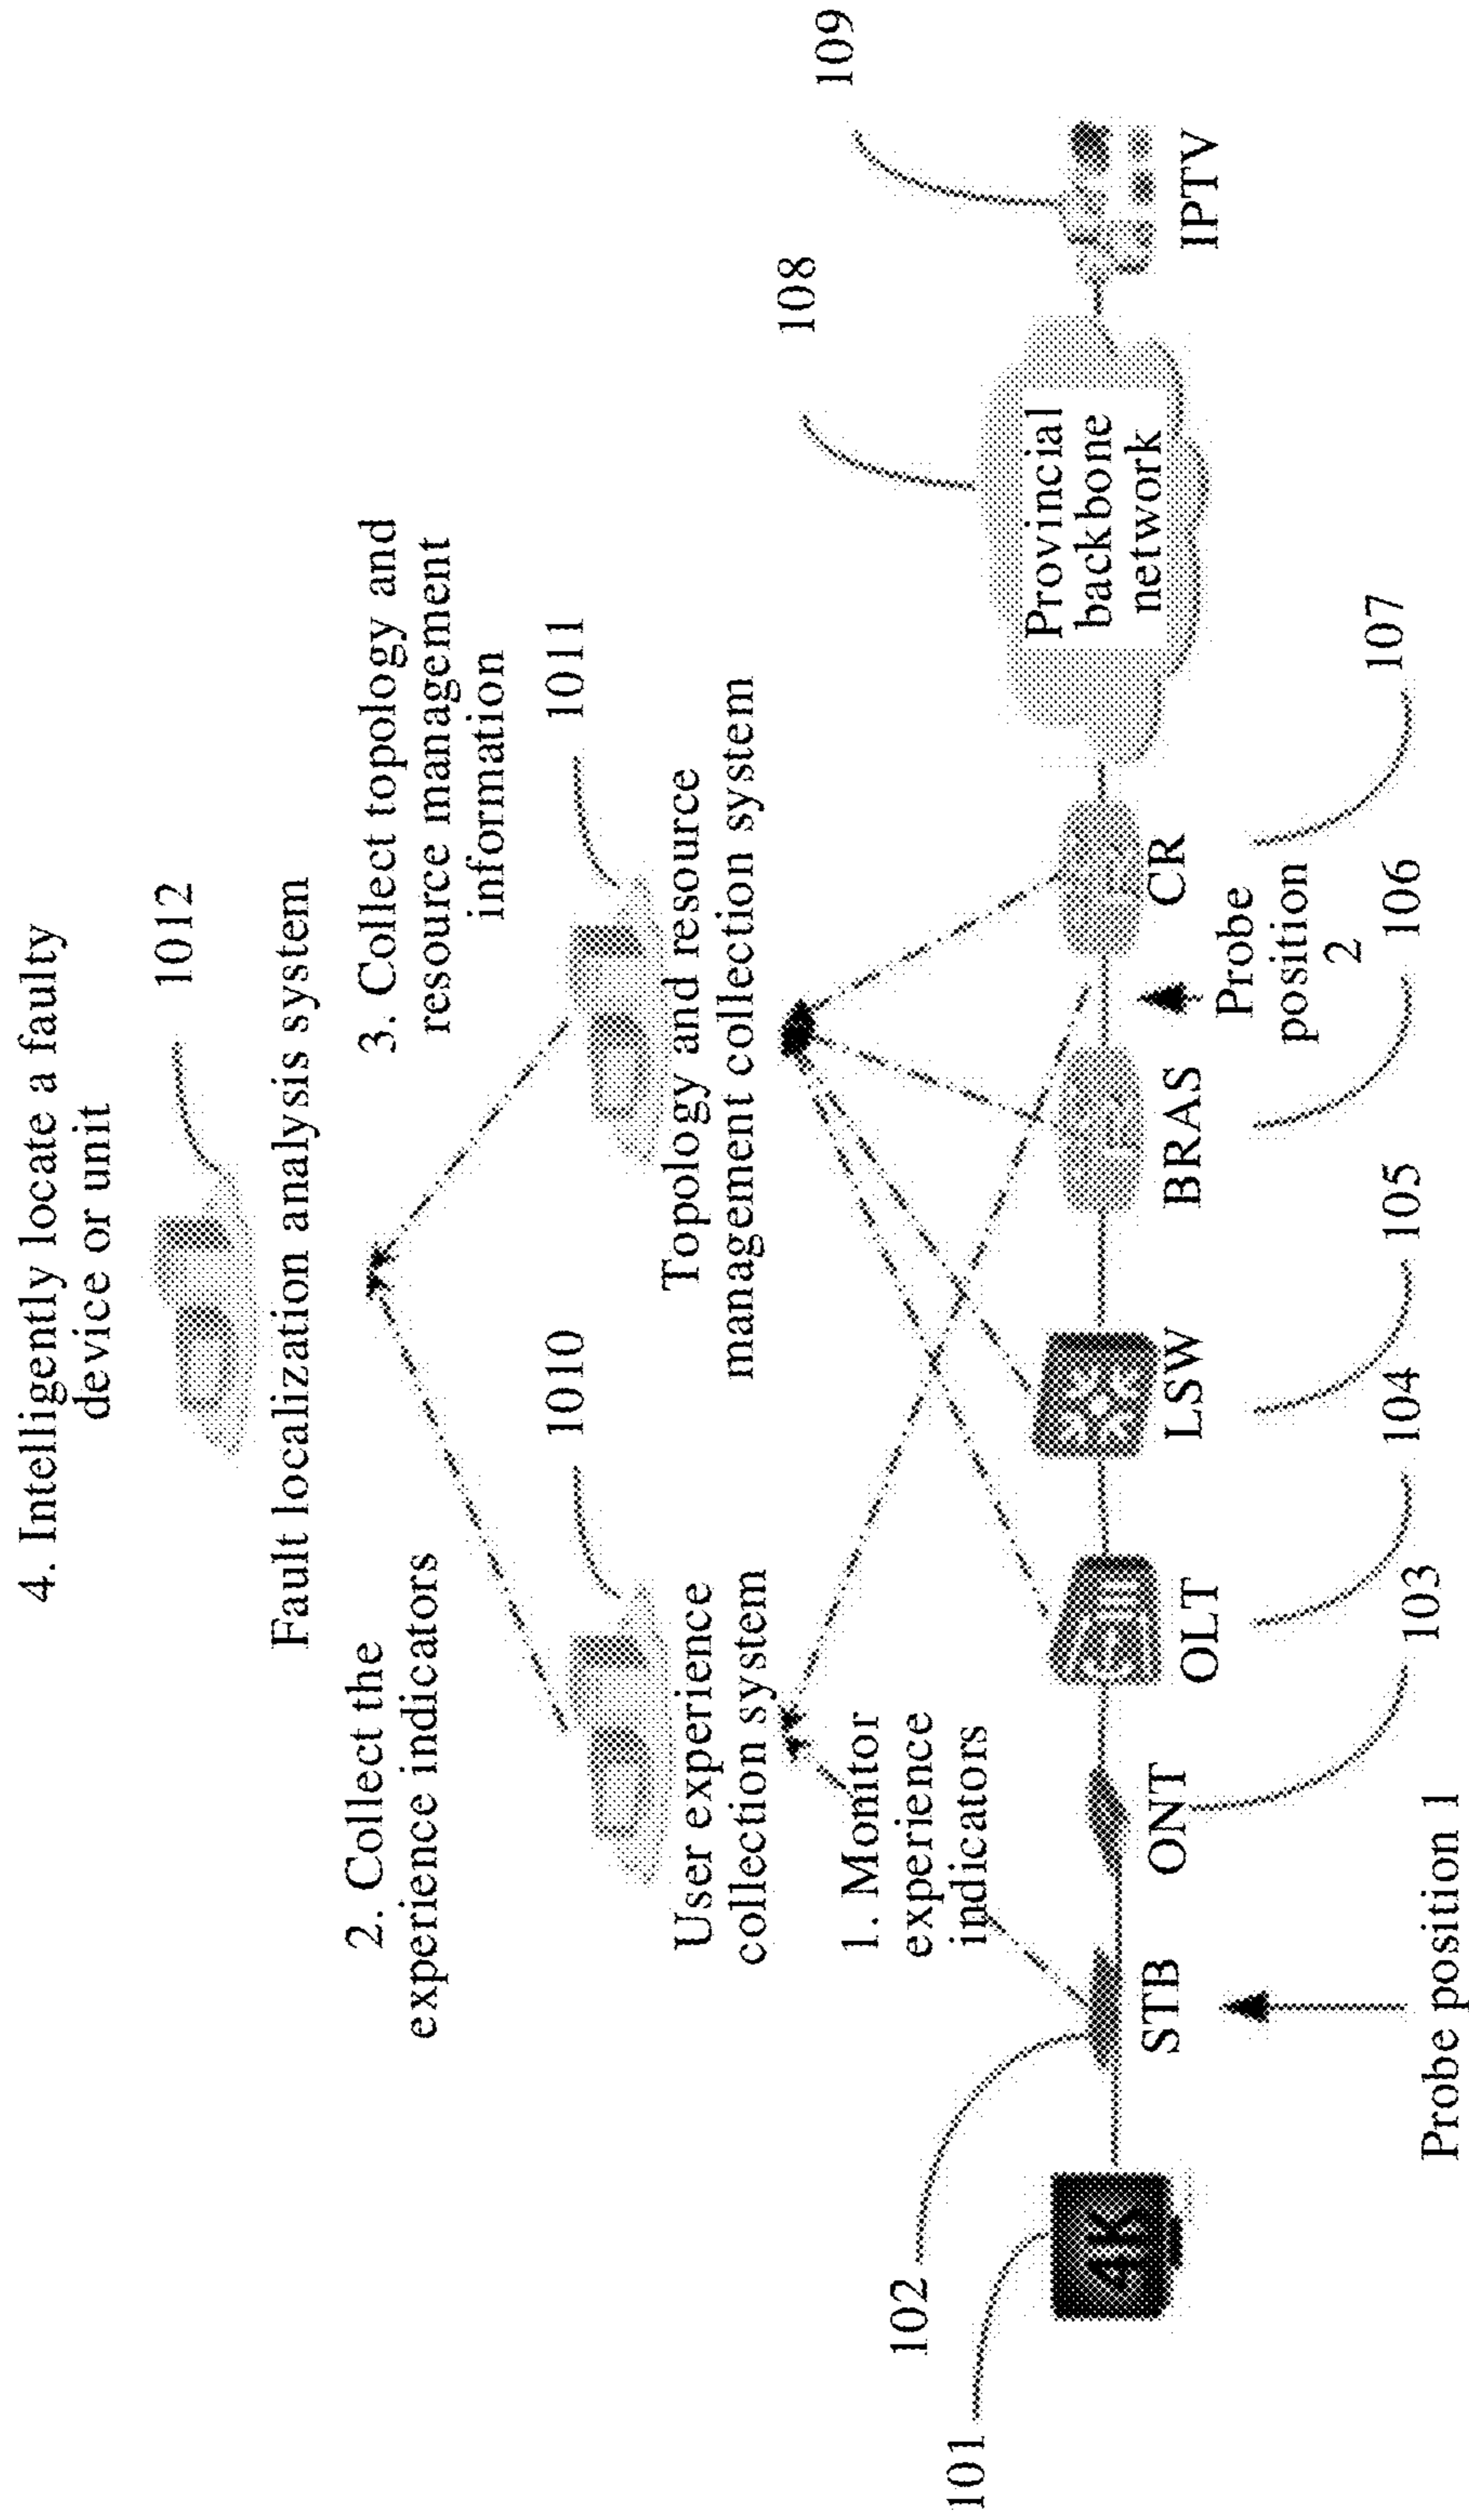 4. Intelligently locate a faulty
device or unit
1012
Fault localization analysis system
2. Collect the
experience indicators
3. Collect topology and
resource management
information
1010
1011
User experience
collection system
Topology and resource
management collection system
1. Monitor
experience
indicators
108
109
102
101
4K
STB
ONT
OLT
LSW
BRAS
CR
Provincial
backbone
network
IPTV
Probe
position
2
103
104
105
106
107
Probe position 1